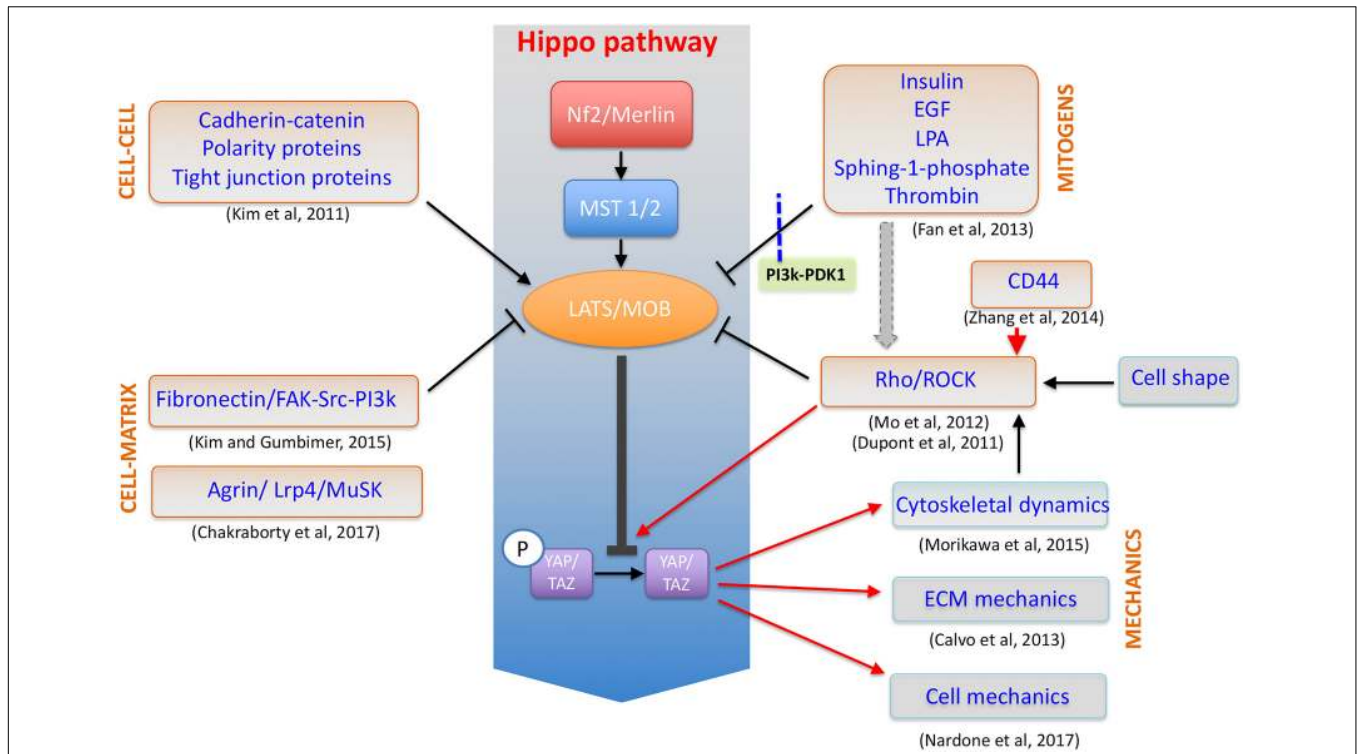 Hippo pathway
Nf2/Merlin
MST 1/2
LATS/MOB
P
YAP/
TAZ
YAP/
TAZ
CELL-CELL
Cadherin-catenin
Polarity proteins
Tight junction proteins
(Kim et al, 2011)
CELL-MATRIX
Fibronectin/FAK-Src-PI3k
(Kim and Gumbimer, 2015)
Agrin/ Lrp4/MuSK
(Chakraborty et al, 2017)
Insulin
EGF
LPA
Sphing-1-phosphate
Thrombin
MITOGENS
(Fan et al, 2013)
PI3k-PDK1
CD44
(Zhang et al, 2014)
Rho/ROCK
(Mo et al, 2012)
(Dupont et al, 2011)
Cell shape
Cytoskeletal dynamics
(Morikawa et al, 2015)
ECM mechanics
(Calvo et al, 2013)
Cell mechanics
(Nardone et al, 2017)
MECHANICS